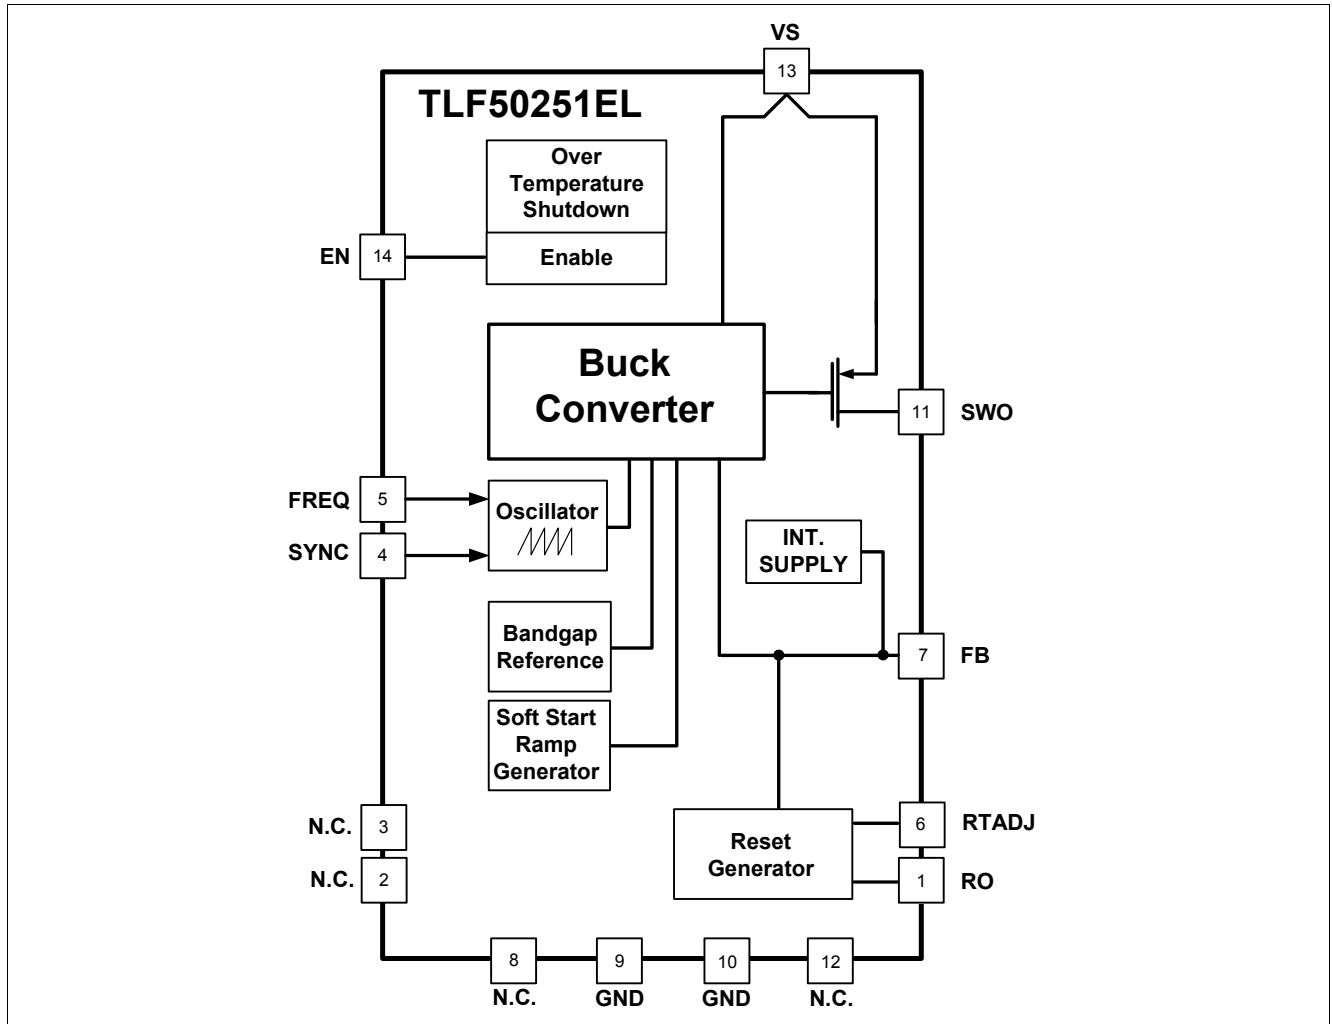 VS
13
TLF50251EL
Over
Temperature
Shutdown
EN
14
Enable
Buck
Converter
11
SWO
FREQ
5
Oscillator
SYNC
4
INT.
SUPPLY
Bandgap
Reference
7
FB
Soft Start
Ramp
Generator
N.C.
3
6
RTADJ
Reset
Generator
N.C.
2
1
RO
8
9
10
12
N.C.
GND
GND
N.C.